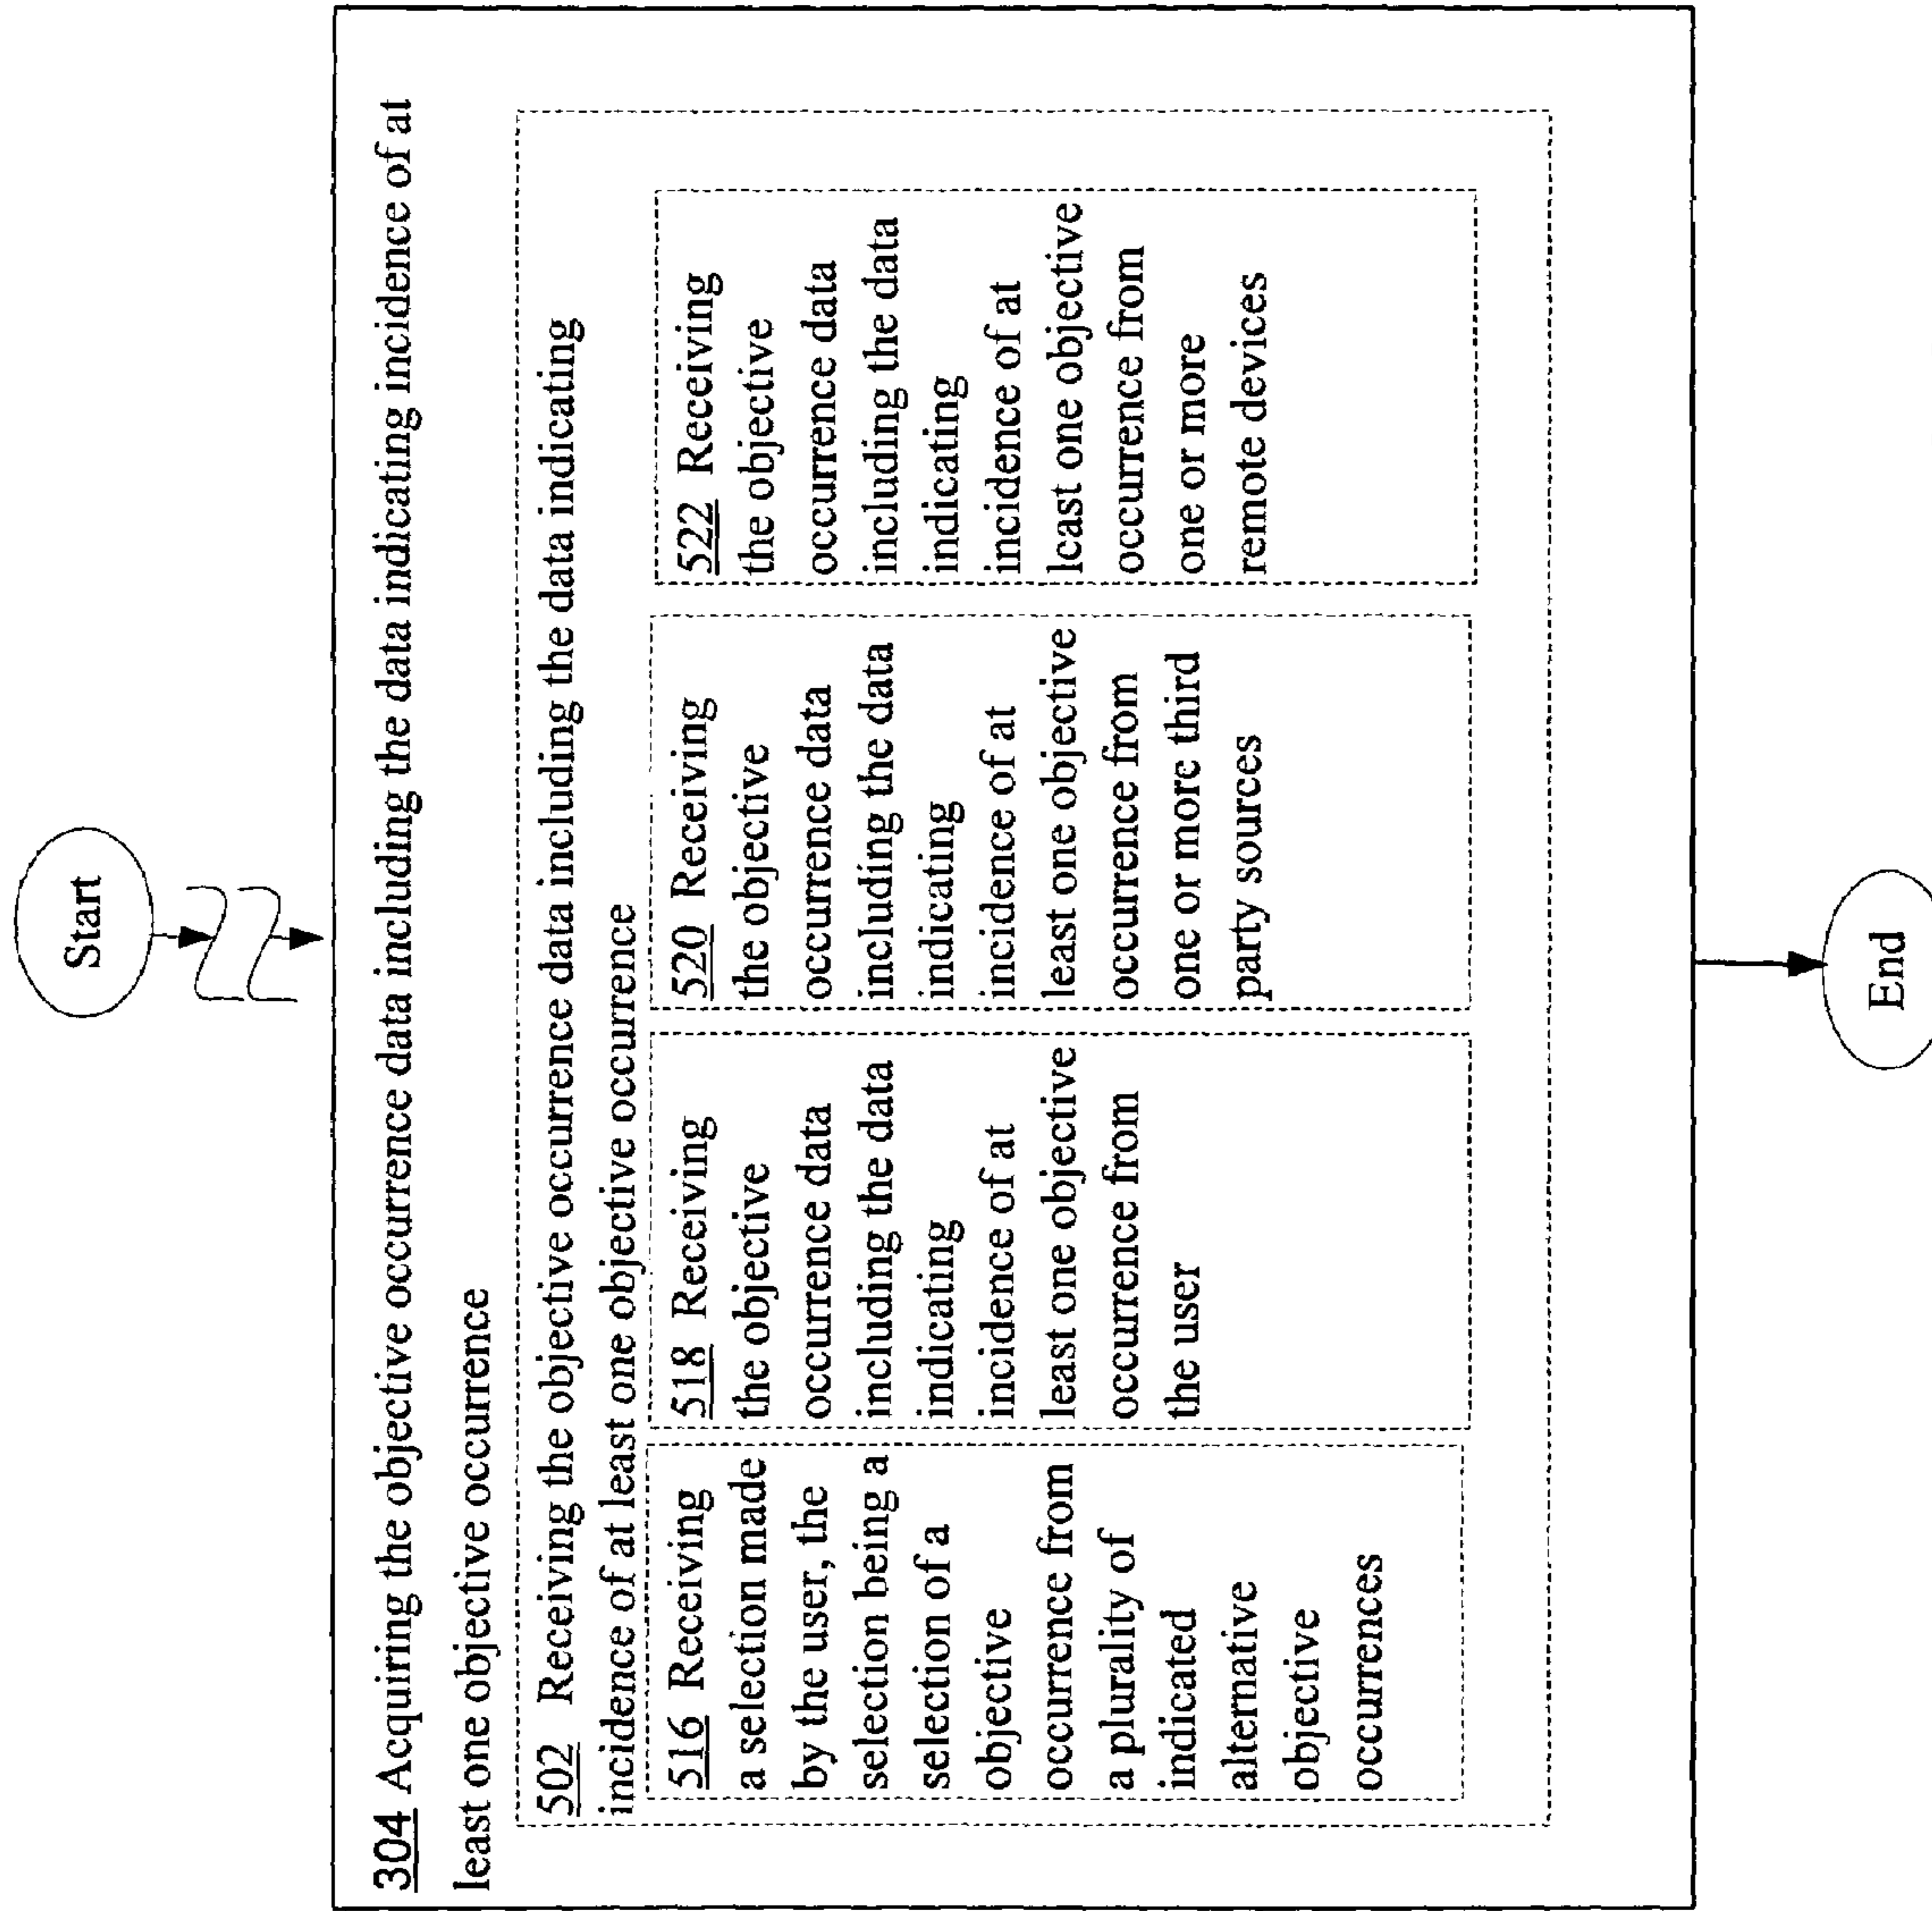 Start
304 Acquiring the objective occurrence data including the data indicating incidence of at
least one objective occurrence
502 Receiving the objective occurrence data including the data indicating
incidence of at least one objective occurrence
516 Receiving
a selection made
by the user, the
selection being a
selection of a
objective
occurrence from
a plurality of
indicated
alternative
objective
occurrences
518 Receiving
the objective
occurrence data
including the data
indicating
incidence of at
least one objective
occurrence from
the user
520 Receiving
the objective
occurrence data
including the data
indicating
incidence of at
least one objective
occurrence from
one or more third
party sources
522 Receiving
the objective
occurrence data
including the data
indicating
incidence of at
least one objective
occurrence from
one or more
remote devices
End